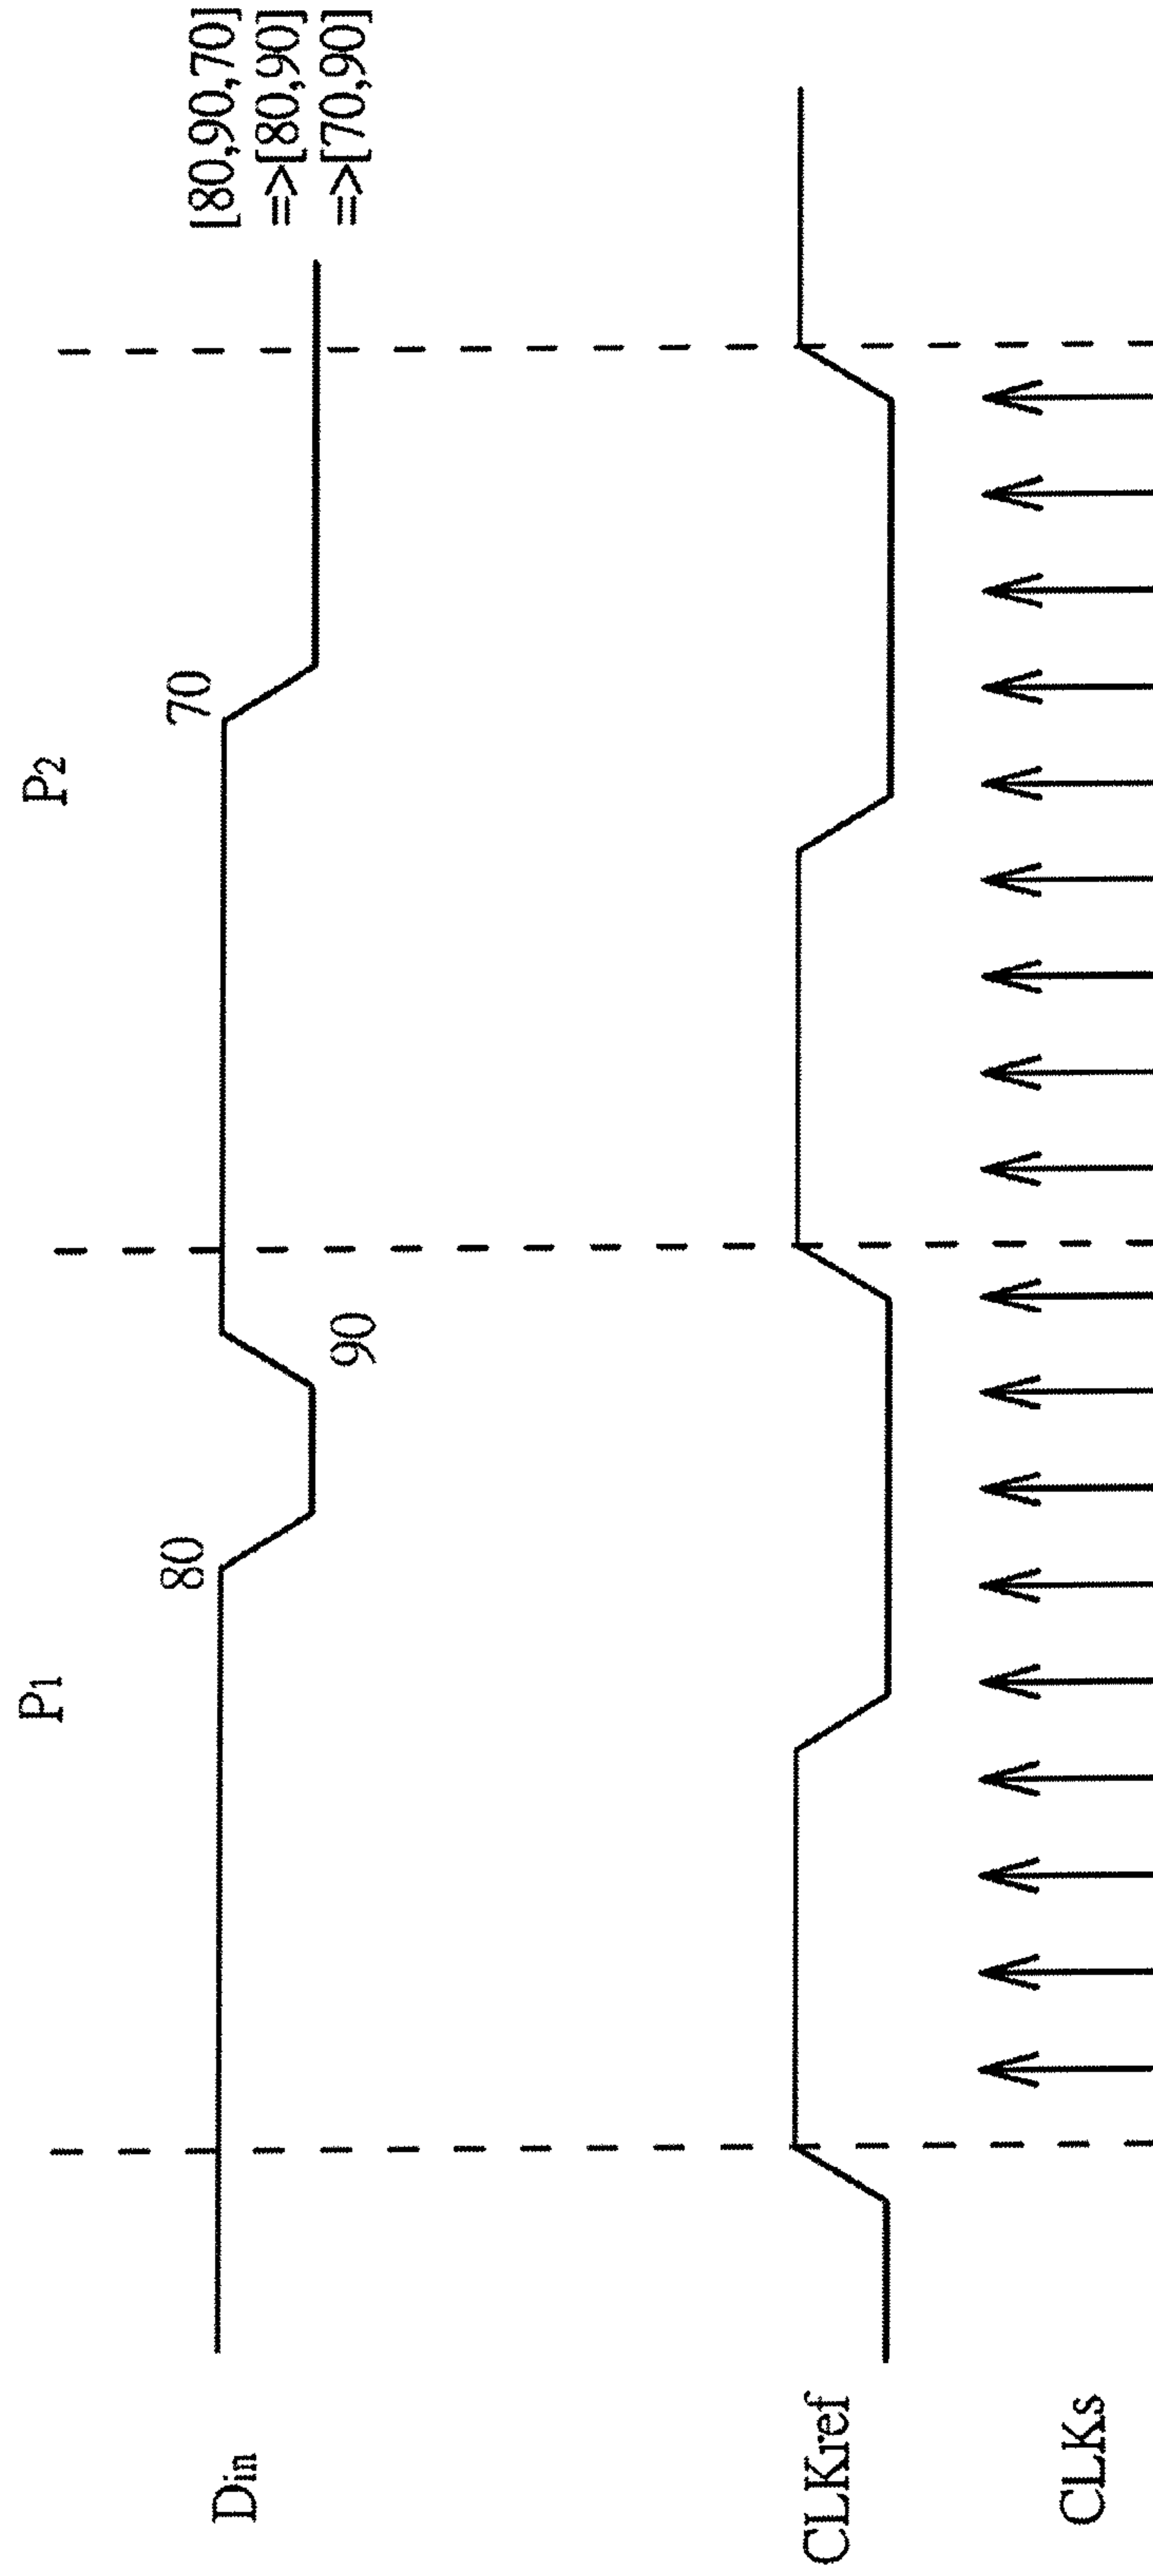 P1
P2
Din
80
90
70
[80,90,70]
=>[80,90]
=>[70,90]
CLKref
CLKs